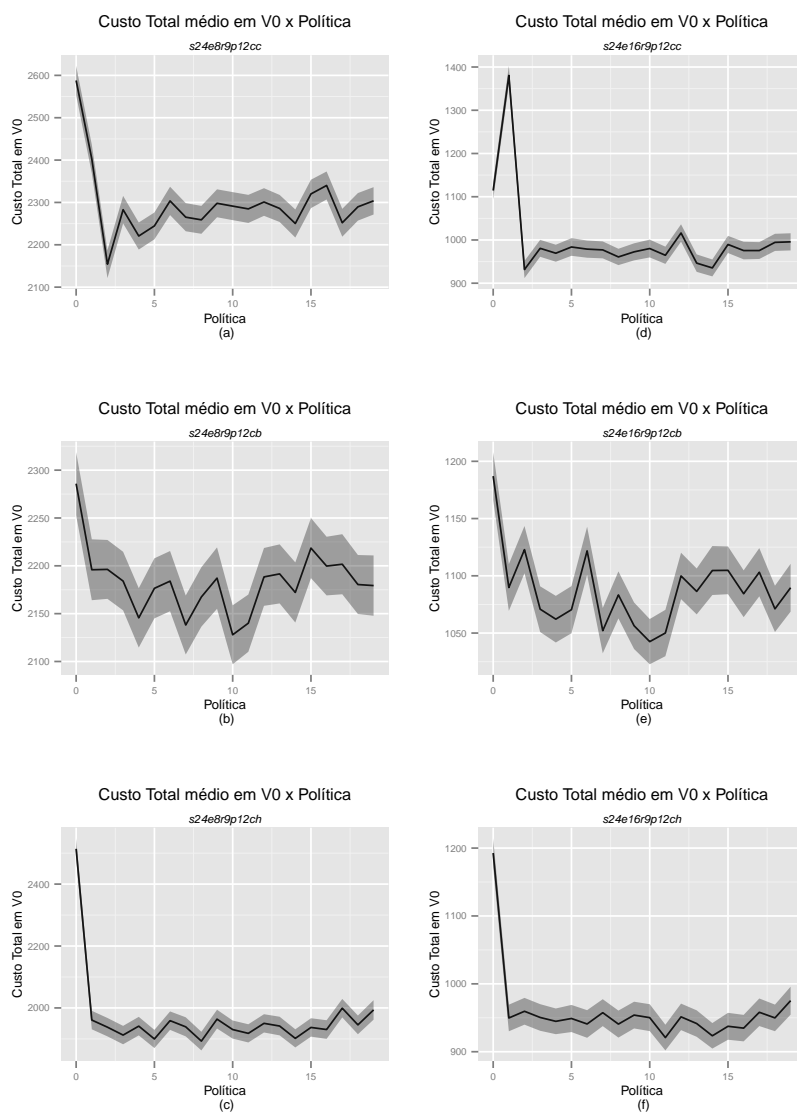 Custo Total médio em V0 x Política
s24e8r9p12cc
Custo Total em V0
2600
2500
2400
2300
2200
2100
0 5 10 15
Política
(a)
Custo Total médio em V0 x Política
s24e16r9p12cc
Custo Total em V0
1400
1300
1200
1100
1000
900
0 5 10 15
Política
(d)
Custo Total médio em V0 x Política
s24e8r9p12cb
Custo Total em V0
2300
2250
2200
2150
2100
0 5 10 15
Política
(b)
Custo Total médio em V0 x Política
s24e16r9p12cb
Custo Total em V0
1200
1150
1100
1050
0 5 10 15
Política
(e)
Custo Total médio em V0 x Política
s24e8r9p12ch
Custo Total em V0
2400
2200
2000
0 5 10 15
Política
(c)
Custo Total médio em V0 x Política
s24e16r9p12ch
Custo Total em V0
1200
1100
1000
900
0 5 10 15
Política
(f)